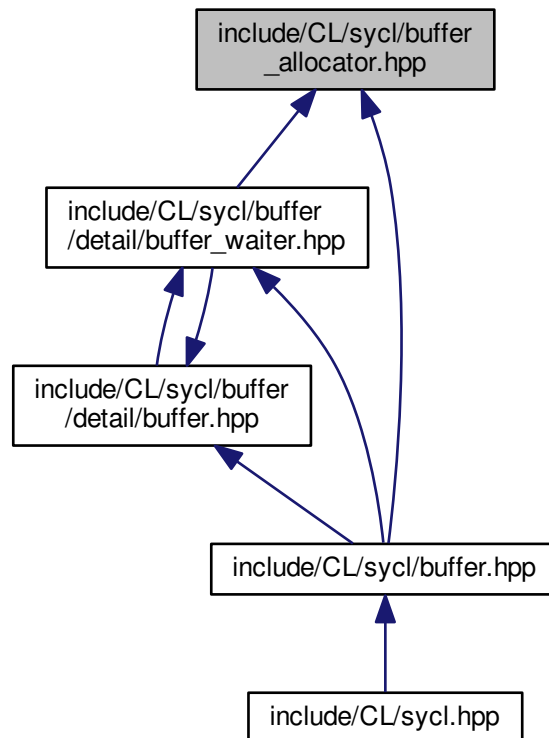 include/CL/sycl/buffer
_allocator.hpp
include/CL/sycl/buffer
/detail/buffer_waiter.hpp
include/CL/sycl/buffer
/detail/buffer.hpp
include/CL/sycl/buffer.hpp
include/CL/sycl.hpp